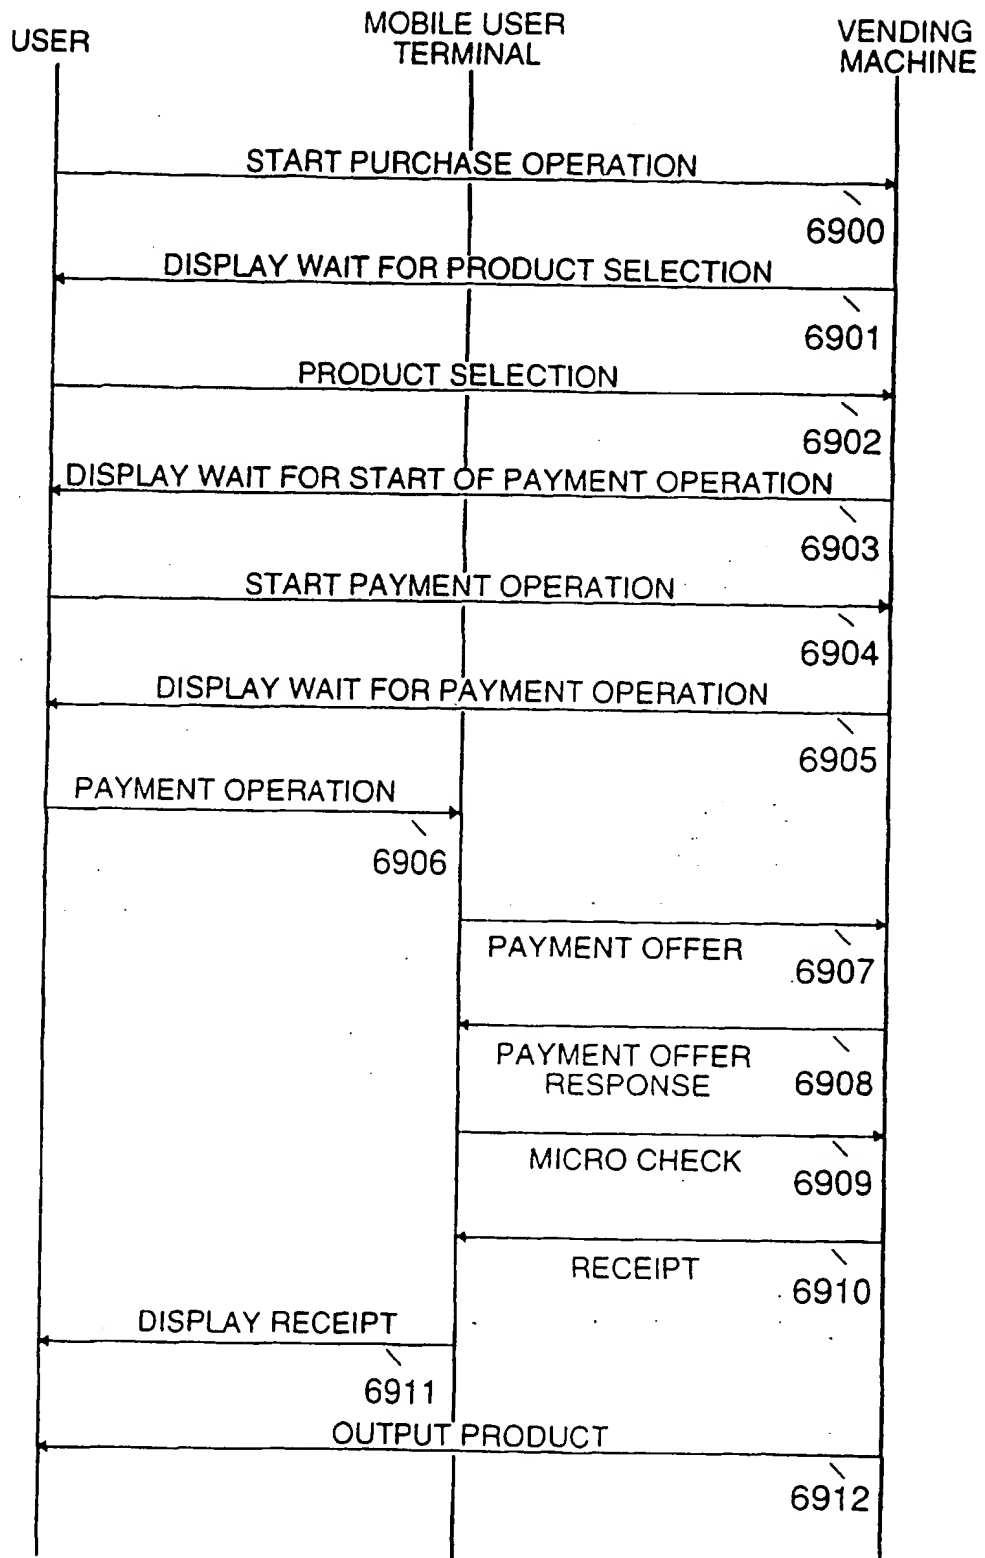 USER
MOBILE USER
TERMINAL
VENDING
MACHINE
START PURCHASE OPERATION
6900
DISPLAY WAIT FOR PRODUCT SELECTION
6901
PRODUCT SELECTION
6902
DISPLAY WAIT FOR START OF PAYMENT OPERATION
6903
START PAYMENT OPERATION
6904
DISPLAY WAIT FOR PAYMENT OPERATION
6905
PAYMENT OPERATION
6906
PAYMENT OFFER
6907
PAYMENT OFFER
RESPONSE
6908
MICRO CHECK
6909
RECEIPT
6910
DISPLAY RECEIPT
6911
OUTPUT PRODUCT
6912